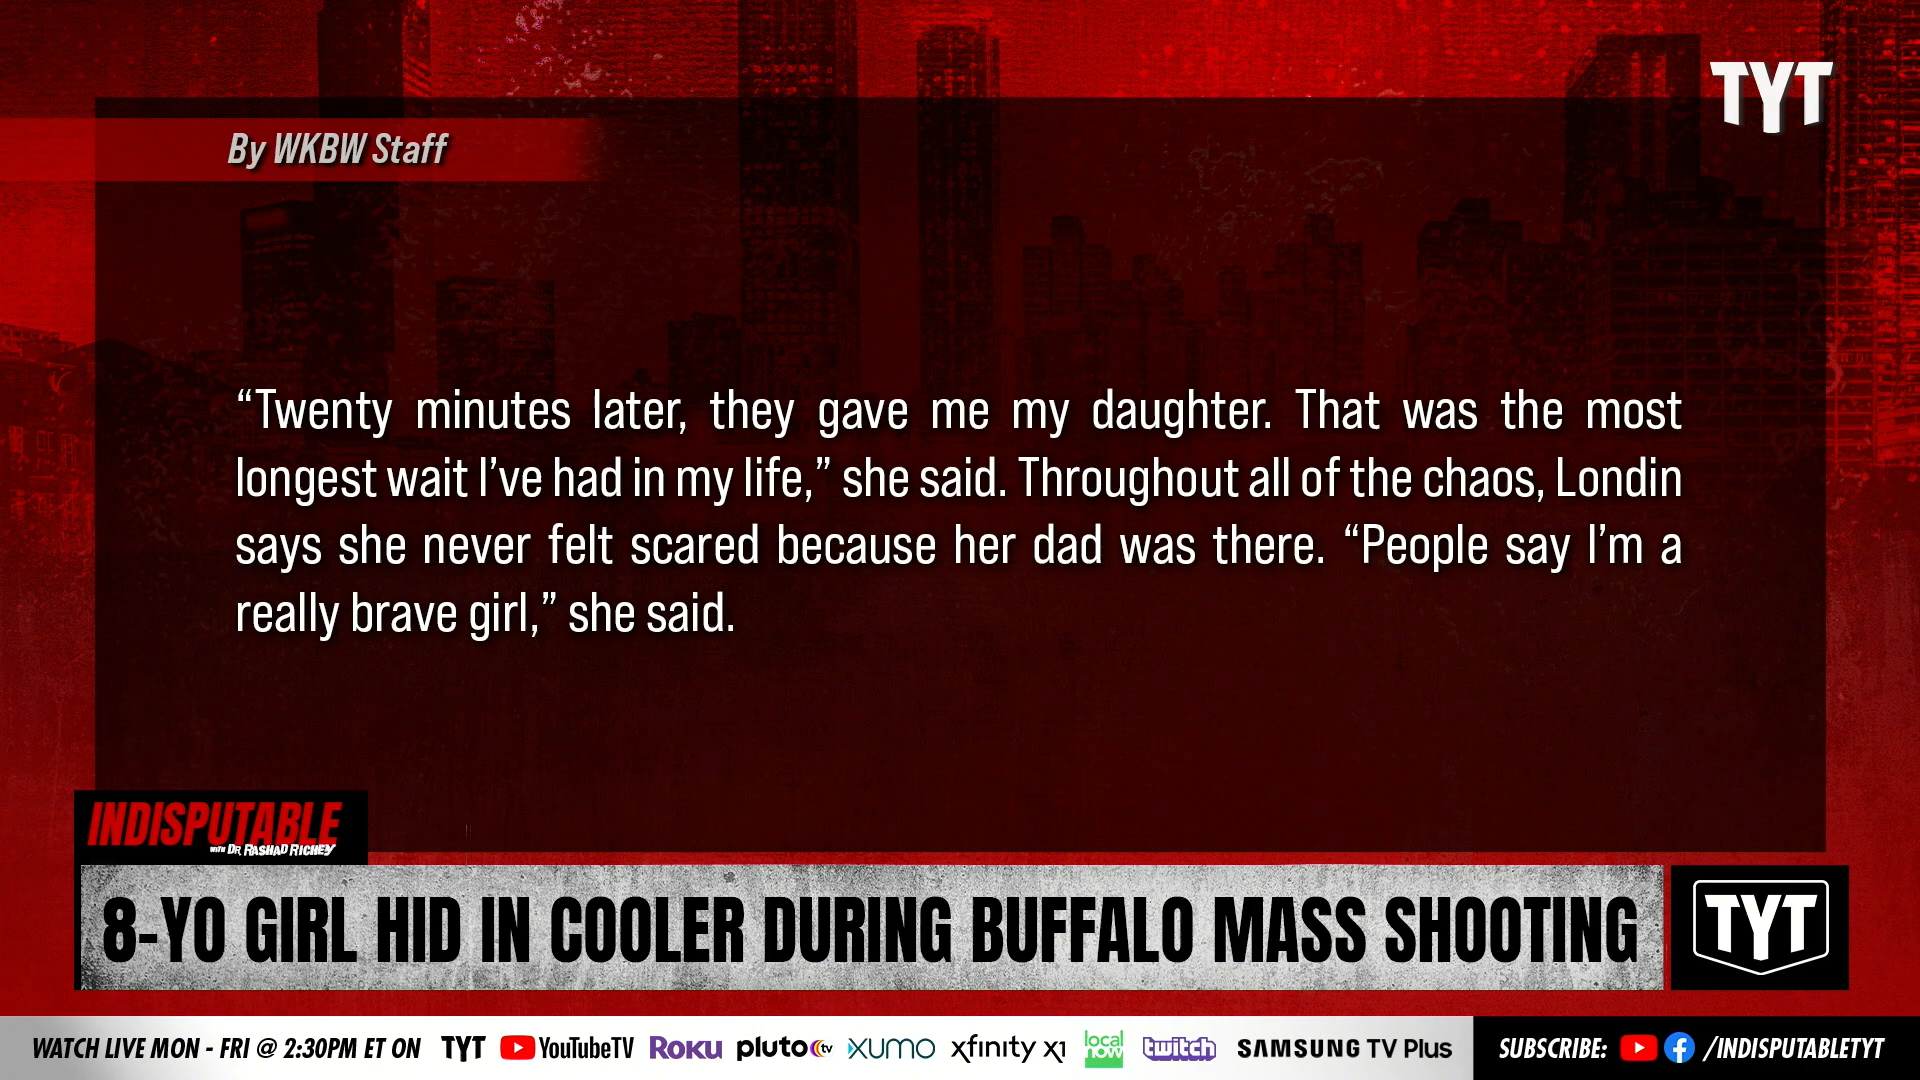 TYT
By WKBW Staff
“Twenty minutes later, they gave me my daughter. That was the most
longest wait I’ve had in my life,” she said. Throughout all of the chaos, Londin
says she never felt scared because her dad was there. “People say I’m a
really brave girl,” she said.
INDISPUTABLE
WITH DR RASHAD RICHEY
8-YO GIRL HID IN COOLER DURING BUFFALO MASS SHOOTING
TYT
WATCH LIVE MON - FRI @ 2:30PM ET ON TYT YouTubeTV ROKU pluto tv XUMO xfinity x1 local now twitch SAMSUNG TV Plus SUBSCRIBE: /INDISPUTABLETYT